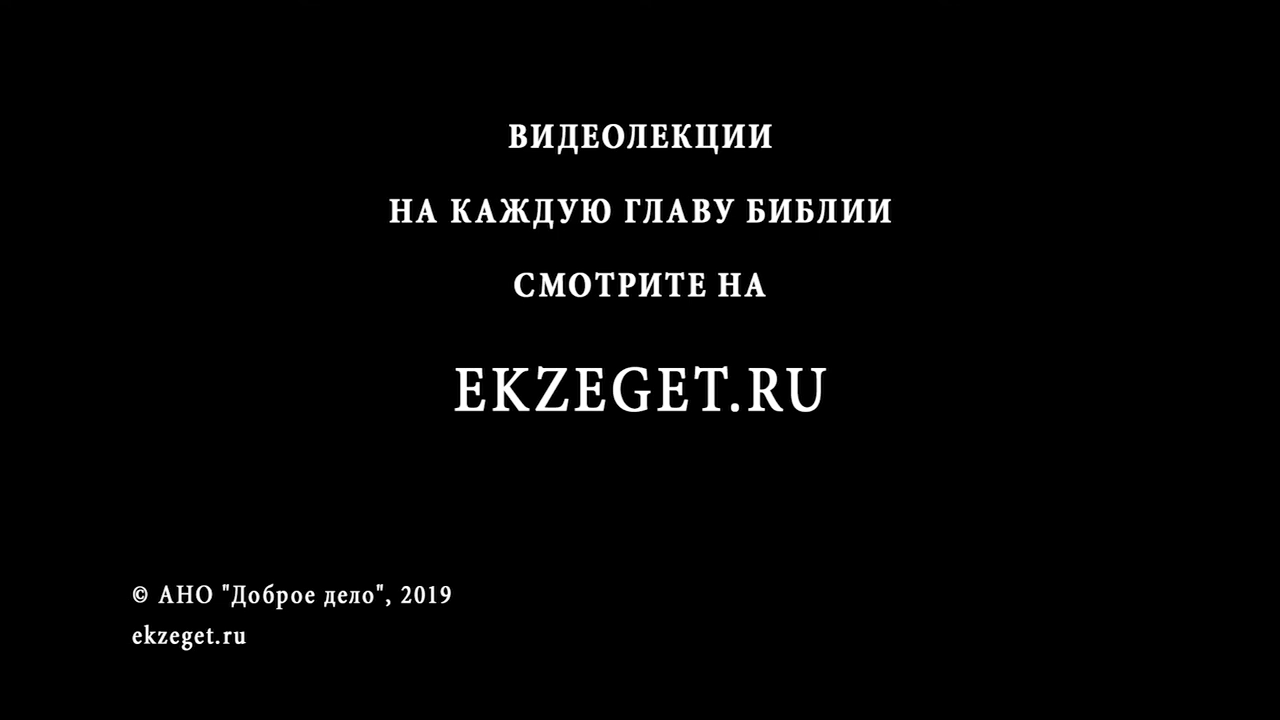 ВИДЕОЛЕКЦИИ
НА КАЖДУЮ ГЛАВУ БИБЛИИ
СМОТРИТЕ НА
EKZEGET.RU
© АНО "Доброе дело", 2019
ekzeget.ru